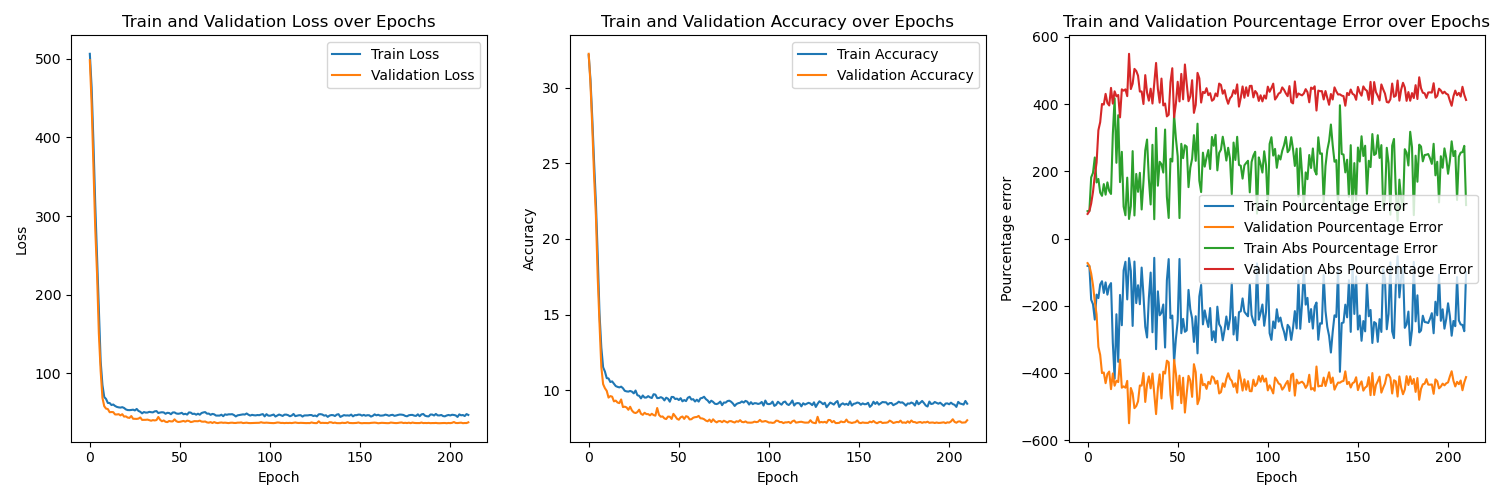 Train and Validation Loss over Epochs
Loss
500
400
300
200
100
0
50
100
150
200
Epoch
Train Loss
Validation Loss
Train and Validation Accuracy over Epochs
Accuracy
30
25
20
15
10
0
50
100
150
200
Epoch
Train Accuracy
Validation Accuracy
Train and Validation Pourcentage Error over Epochs
Pourcentage error
600
400
200
0
−200
−400
−600
0
50
100
150
200
Epoch
Train Pourcentage Error
Validation Pourcentage Error
Train Abs Pourcentage Error
Validation Abs Pourcentage Error